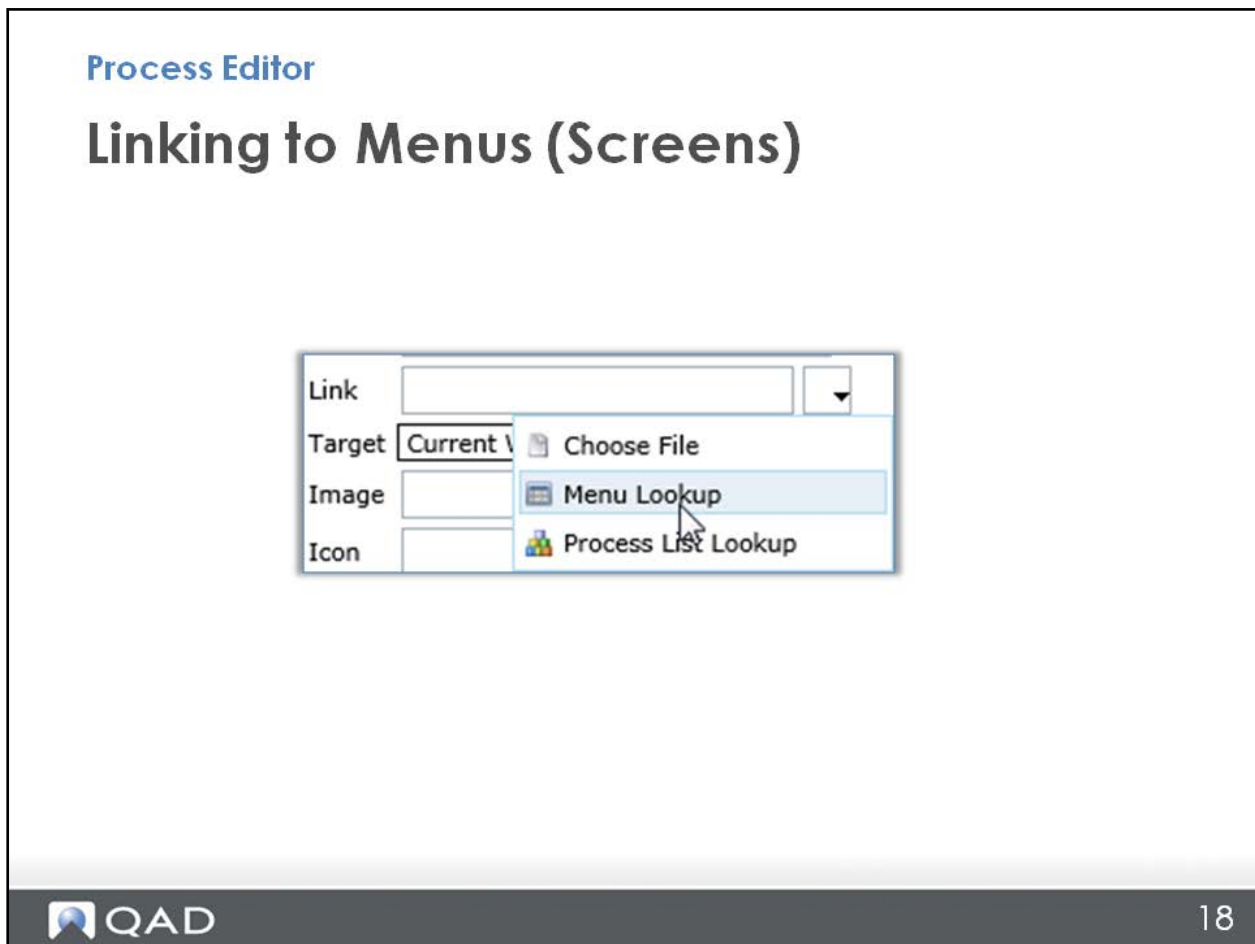 Process Editor
Linking to Menus (Screens)
Link
Target Current
Choose File
Image
Menu Lookup
Icon
Process List Lookup
QAD
18